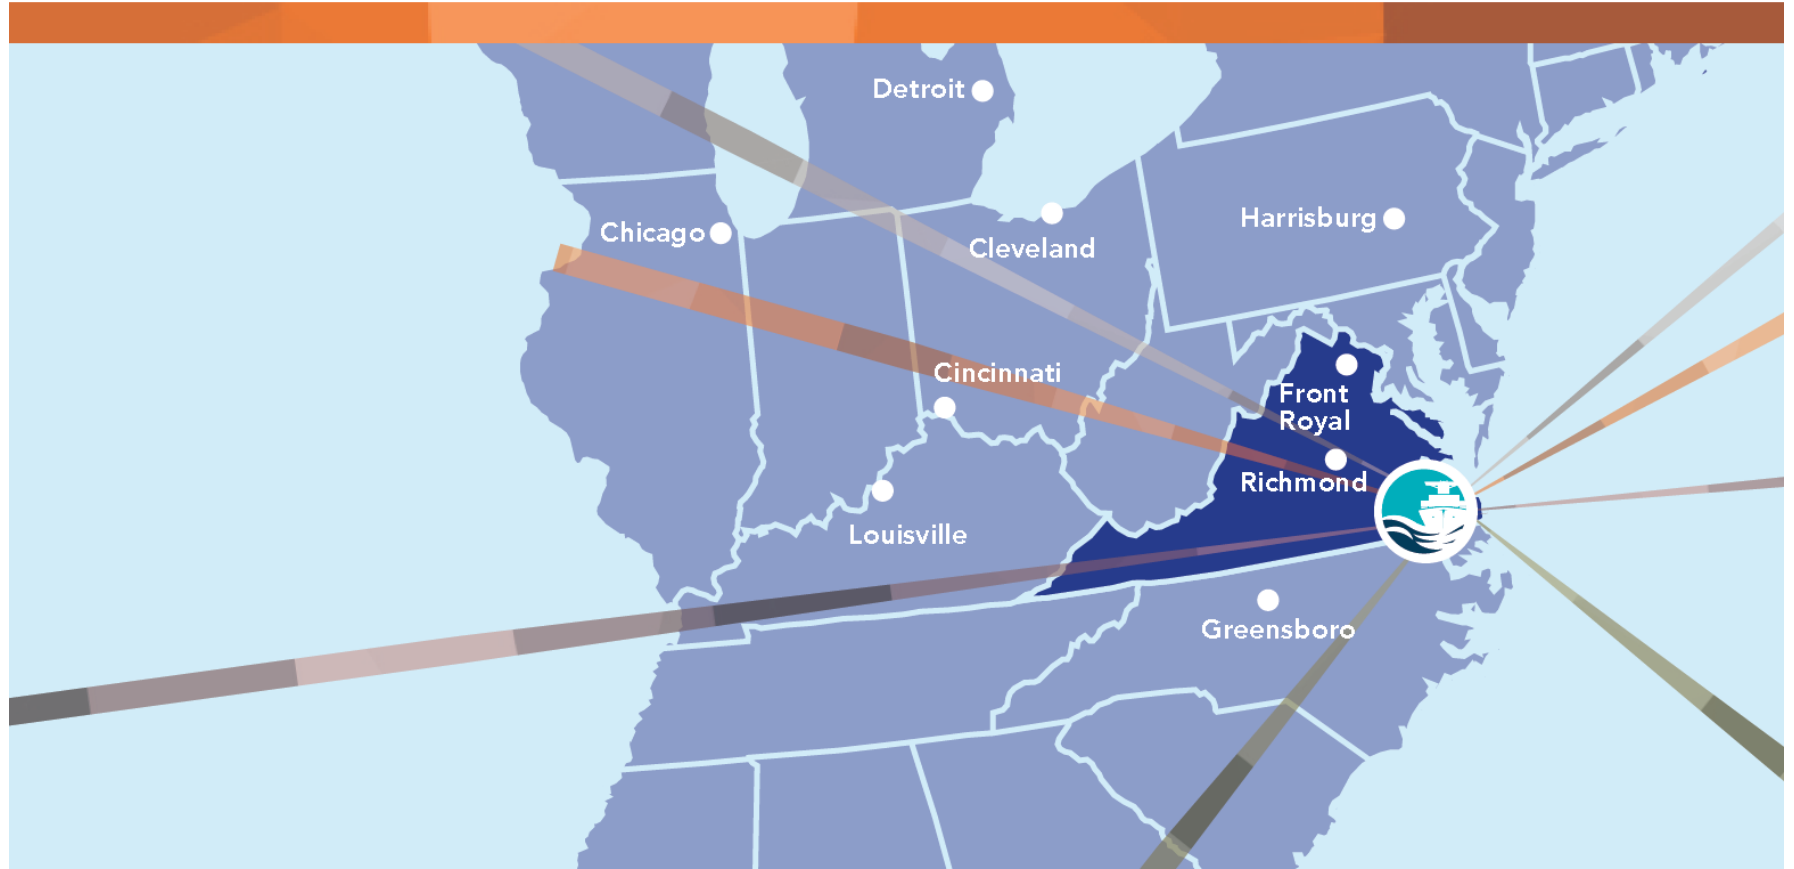 Detroit
Chicago
Cleveland
Harrisburg
Cincinnati
Front
Royal
Richmond
Louisville
Greensboro